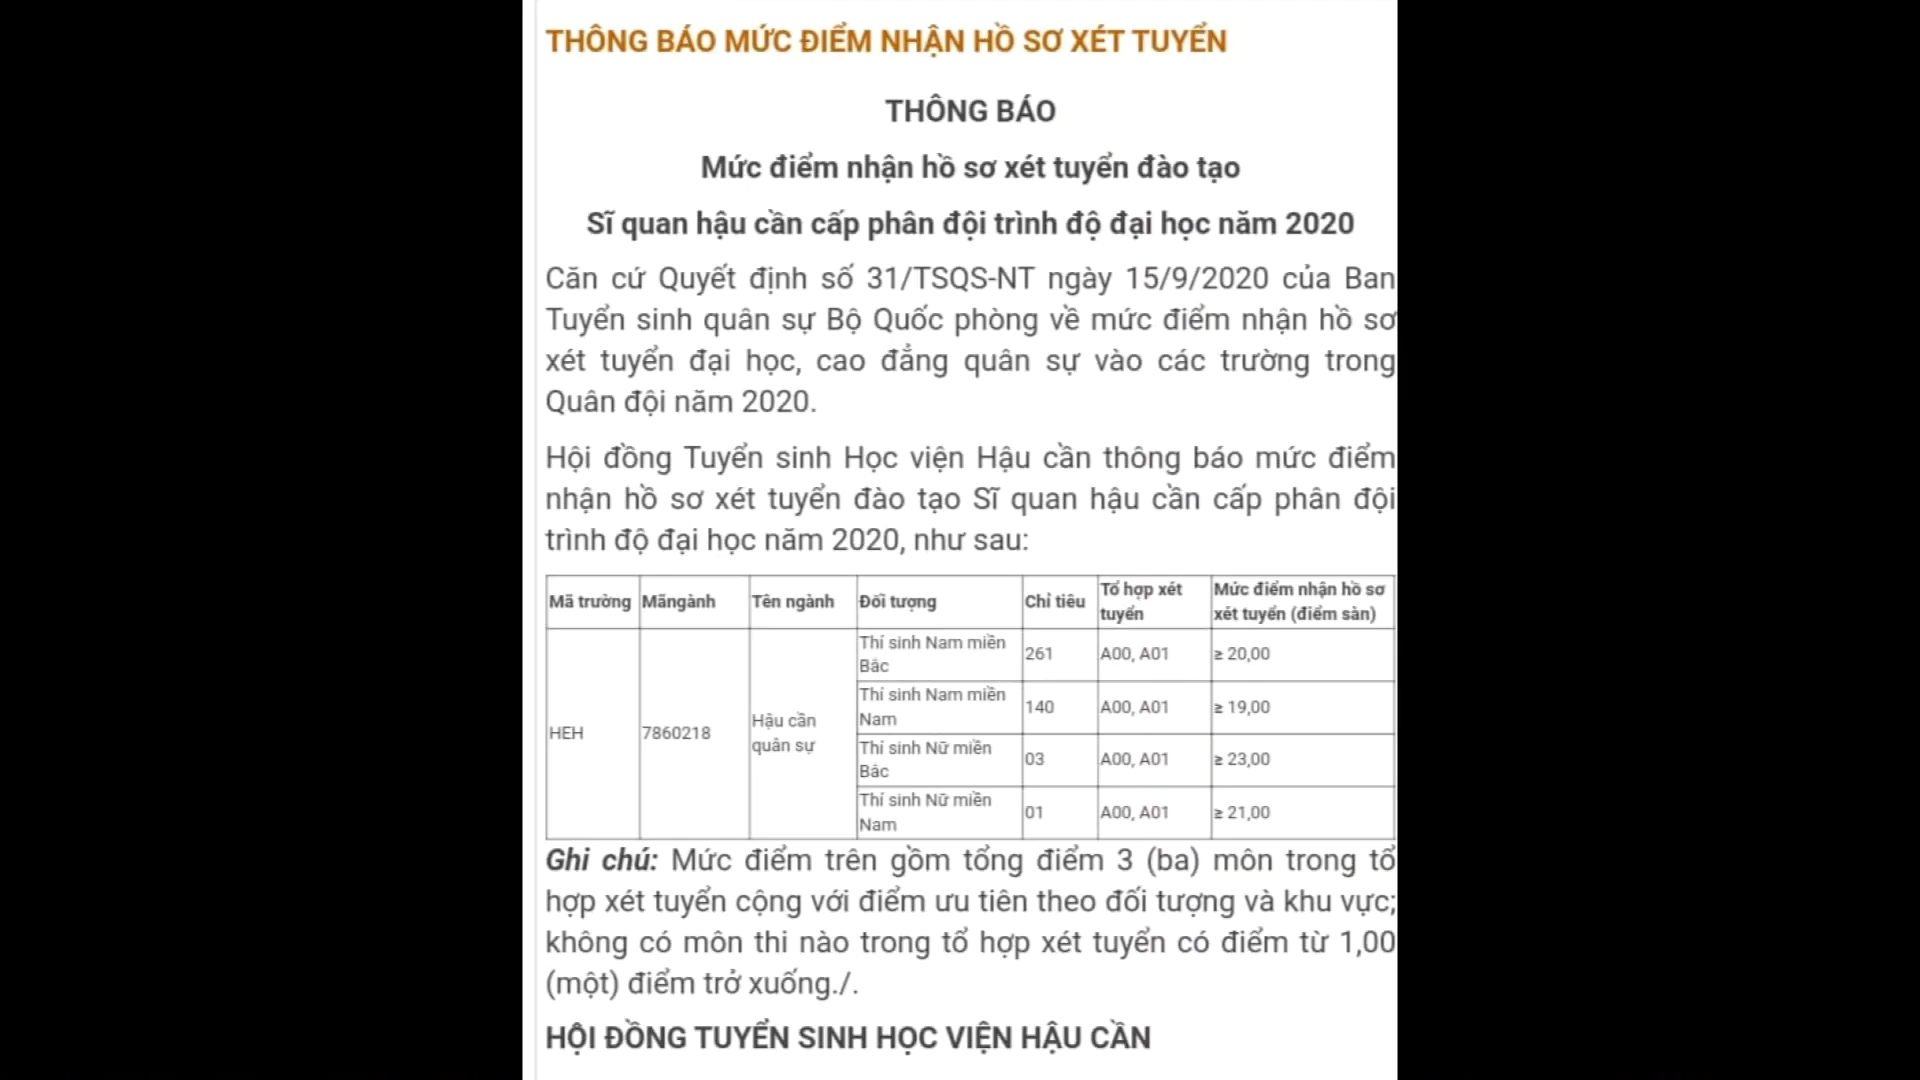 THÔNG BÁO MỨC ĐIỂM NHẬN HỒ SƠ XÉT TUYỂN
THÔNG BÁO
Mức điểm nhận hồ sơ xét tuyển đào tạo
Sĩ quan hậu cần cấp phân đội trình độ đại học năm 2020
Căn cứ Quyết định số 31/TSQS-NT ngày 15/9/2020 của Ban
Tuyển sinh quân sự Bộ Quốc phòng về mức điểm nhận hồ sơ
xét tuyển đại học, cao đẳng quân sự vào các trường trong
Quân đội năm 2020.
Hội đồng Tuyển sinh Học viện Hậu cần thông báo mức điểm
nhận hồ sơ xét tuyển đào tạo Sĩ quan hậu cần cấp phân đội
trình độ đại học năm 2020, như sau:
Mã trường Mãngành Tên ngành Đối tượng Chỉ tiêu Tổ hợp xét tuyển Mức điểm nhận hồ sơ xét tuyển (điểm sàn)
HEH 7860218 Hậu cần quân sự
Thí sinh Nam miền Bắc 261 A00, A01 ≥ 20,00
Thí sinh Nam miền Nam 140 A00, A01 ≥ 19,00
Thí sinh Nữ miền Bắc 03 A00, A01 ≥ 23,00
Thí sinh Nữ miền Nam 01 A00, A01 ≥ 21,00
Ghi chú: Mức điểm trên gồm tổng điểm 3 (ba) môn trong tổ
hợp xét tuyển cộng với điểm ưu tiên theo đối tượng và khu vực;
không có môn thi nào trong tổ hợp xét tuyển có điểm từ 1,00
(một) điểm trở xuống./.
HỘI ĐỒNG TUYỂN SINH HỌC VIỆN HẬU CẦN